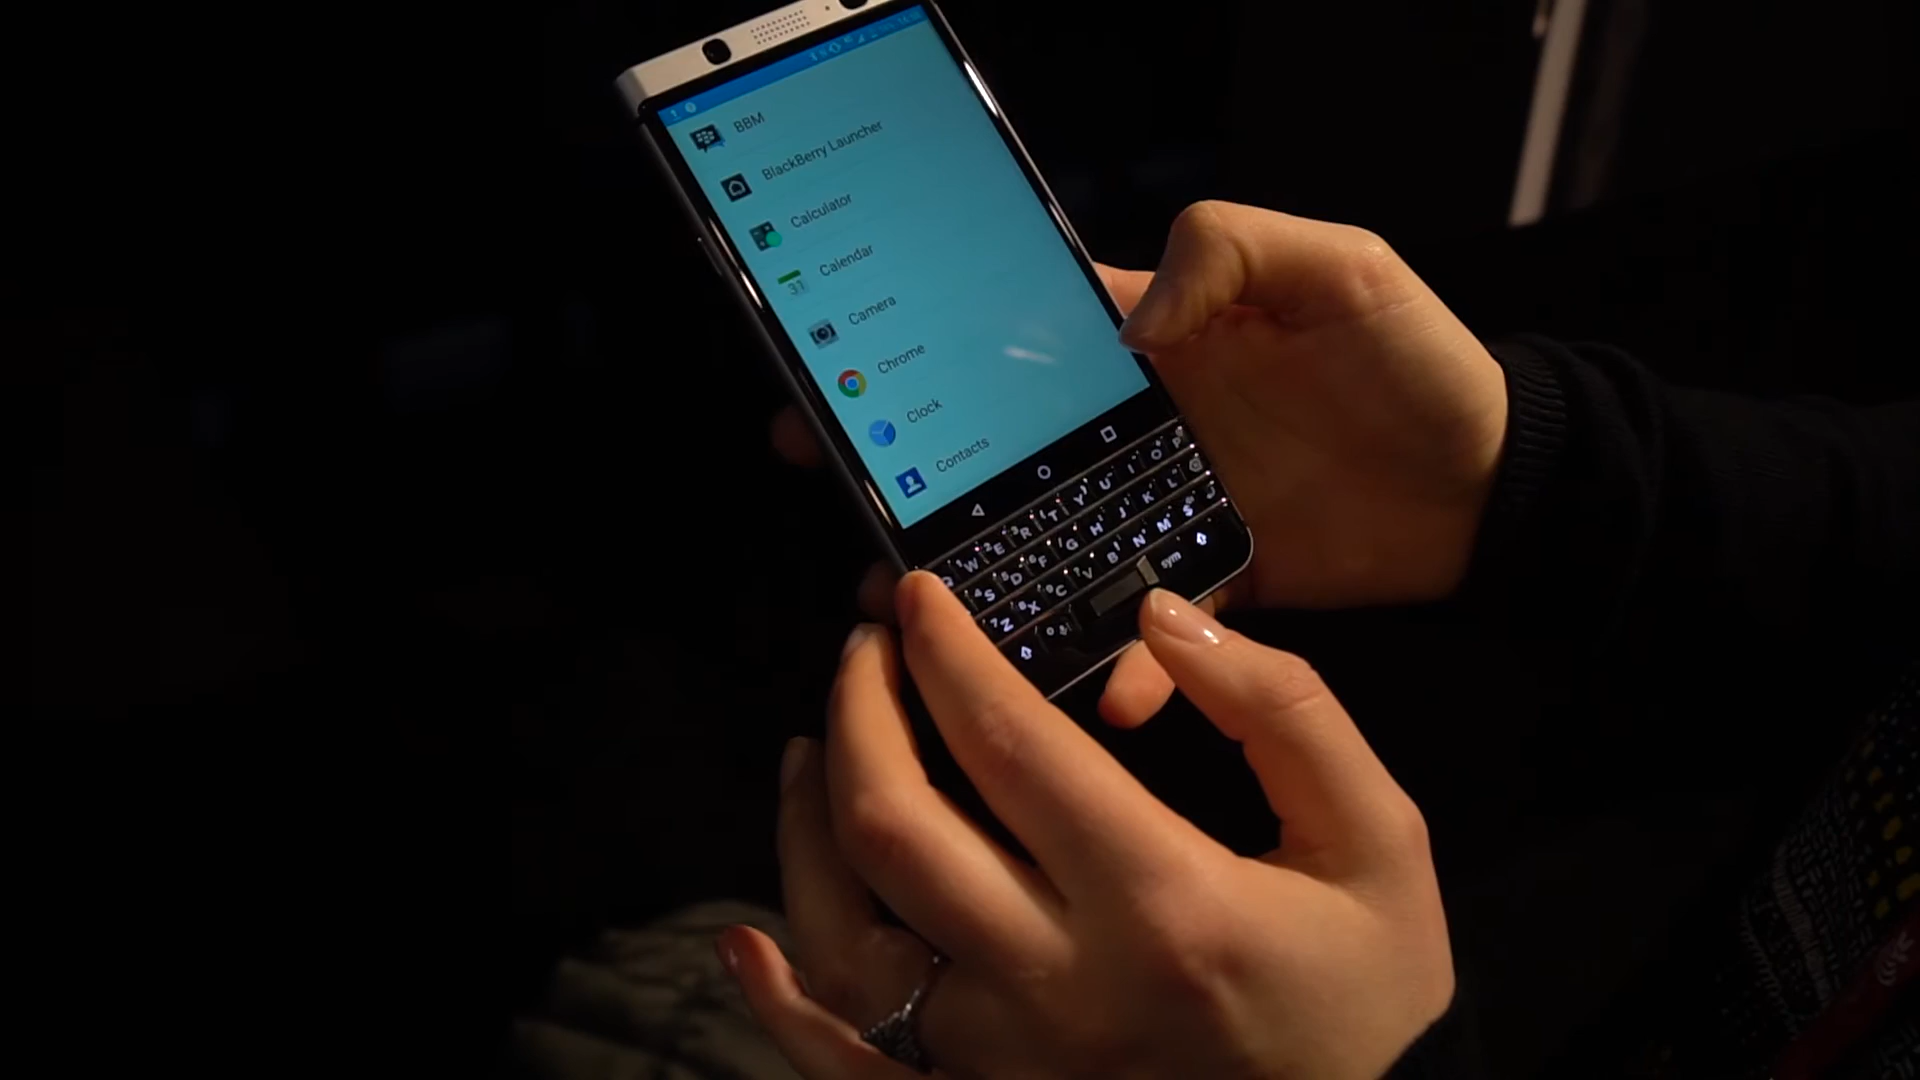 BBM
BlackBerry Launcher
Calculator
Calendar
31
Camera
Chrome
Clock
Contacts
Q W E R T Y U I O P
S D F G H J K L
Z X C V B N M $
sym